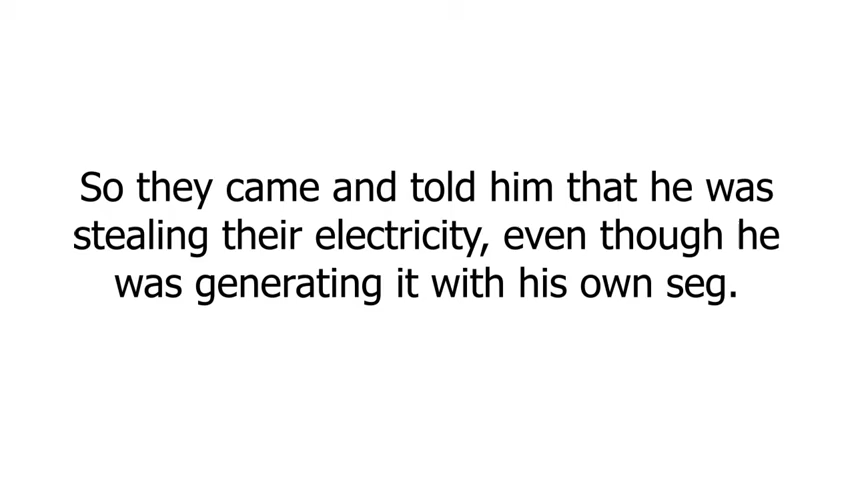 So they came and told him that he was
stealing their electricity, even though he
was generating it with his own seg.